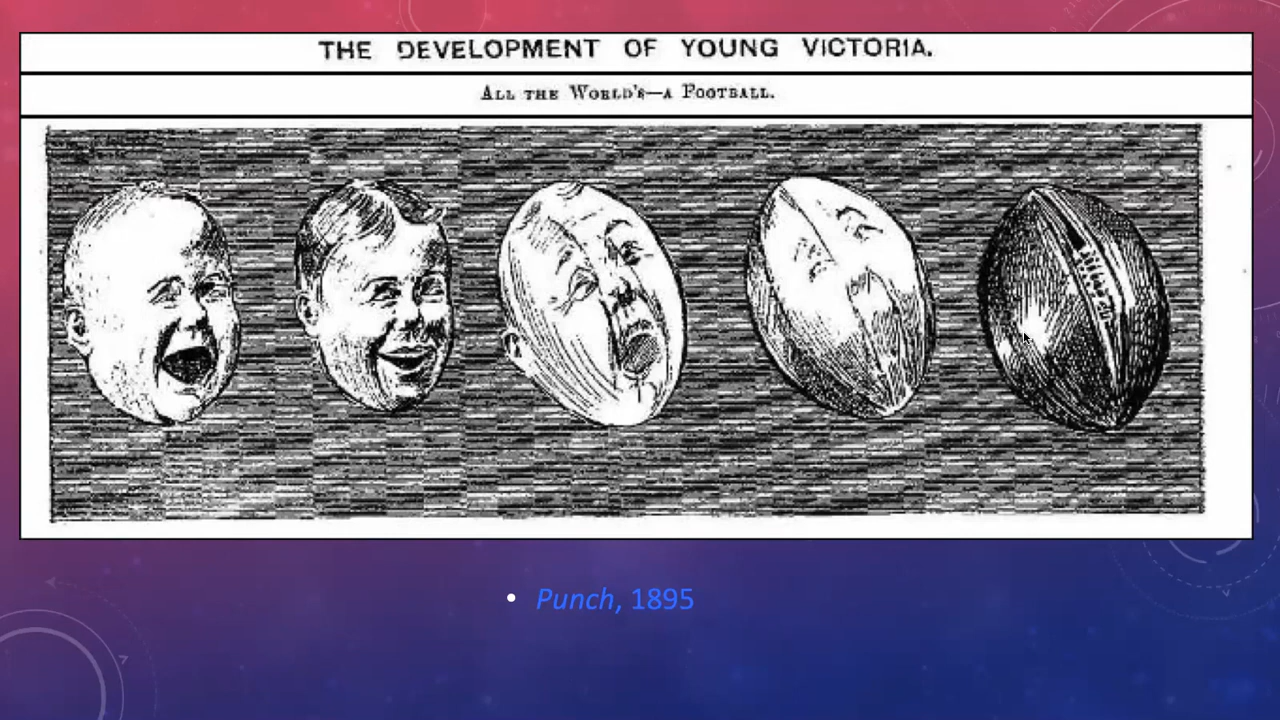 THE DEVELOPMENT OF YOUNG VICTORIA.
ALL THE WORLD'S—A FOOTBALL.
• Punch, 1895